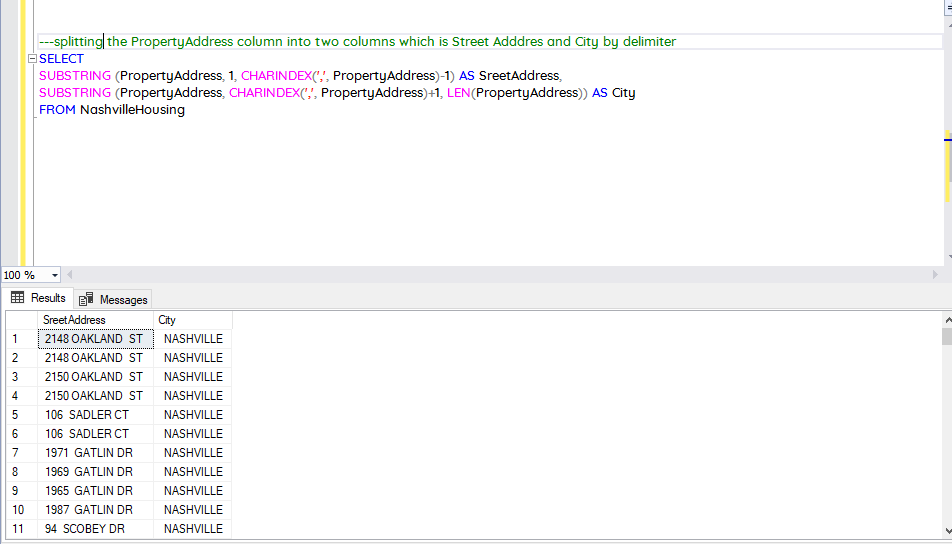 ---splitting the PropertyAddress column into two columns which is Street Adddres and City by delimiter
SELECT
SUBSTRING (PropertyAddress, 1, CHARINDEX(',', PropertyAddress)-1) AS SreetAddress,
SUBSTRING (PropertyAddress, CHARINDEX(',', PropertyAddress)+1, LEN(PropertyAddress)) AS City
FROM NashvilleHousing
100 %
Results Messages
SreetAddress City
1 2148 OAKLAND  ST NASHVILLE
2 2148 OAKLAND  ST NASHVILLE
3 2150 OAKLAND  ST NASHVILLE
4 2150 OAKLAND  ST NASHVILLE
5 106  SADLER CT NASHVILLE
6 106  SADLER CT NASHVILLE
7 1971  GATLIN DR NASHVILLE
8 1969  GATLIN DR NASHVILLE
9 1965  GATLIN DR NASHVILLE
10 1987  GATLIN DR NASHVILLE
11 94  SCOBEY DR NASHVILLE